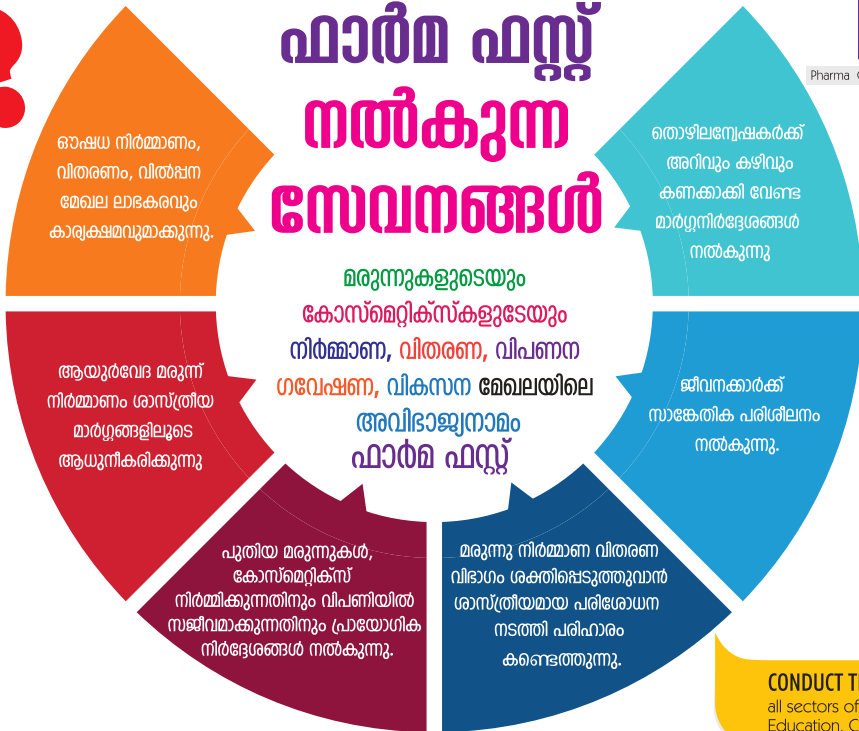 ഫാർമ ഫസ്റ്റ്
നൽകുന്ന
സേവനങ്ങൾ
മരുന്നുകളുടെയും
കോസ്മെറ്റിക്സ്കളുടേയും
നിർമ്മാണ, വിതരണ, വിപണന
ഗവേഷണ, വികസന മേഖലയിലെ
അവിഭാജ്യനാമം
ഫാർമ ഫസ്റ്റ്
ഔഷധ നിർമ്മാണം,
വിതരണം, വിൽപ്പന
മേഖല ലാഭകരവും
കാര്യക്ഷമവുമാക്കുന്നു.
ആയുർവേദ മരുന്ന്
നിർമ്മാണം ശാസ്ത്രീയ
മാർഗ്ഗങ്ങളിലൂടെ
ആധുനീകരിക്കുന്നു
പുതിയ മരുന്നുകൾ,
കോസ്മെറ്റിക്സ്
നിർമ്മിക്കുന്നതിനും വിപണിയിൽ
സജീവമാക്കുന്നതിനും പ്രായോഗിക
നിർദ്ദേശങ്ങൾ നൽകുന്നു.
മരുന്നു നിർമ്മാണ വിതരണ
വിഭാഗം ശക്തിപ്പെടുത്തുവാൻ
ശാസ്ത്രീയമായ പരിശോധന
നടത്തി പരിഹാരം
കണ്ടെത്തുന്നു.
ജീവനക്കാർക്ക്
സാങ്കേതിക പരിശീലനം
നൽകുന്നു.
തൊഴിലന്വേഷകർക്ക്
അറിവും കഴിവും
കണക്കാക്കി വേണ്ട
മാർഗ്ഗനിർദ്ദേശങ്ങൾ
നൽകുന്നു
Pharma
CONDUCT
all sectors of
Education,